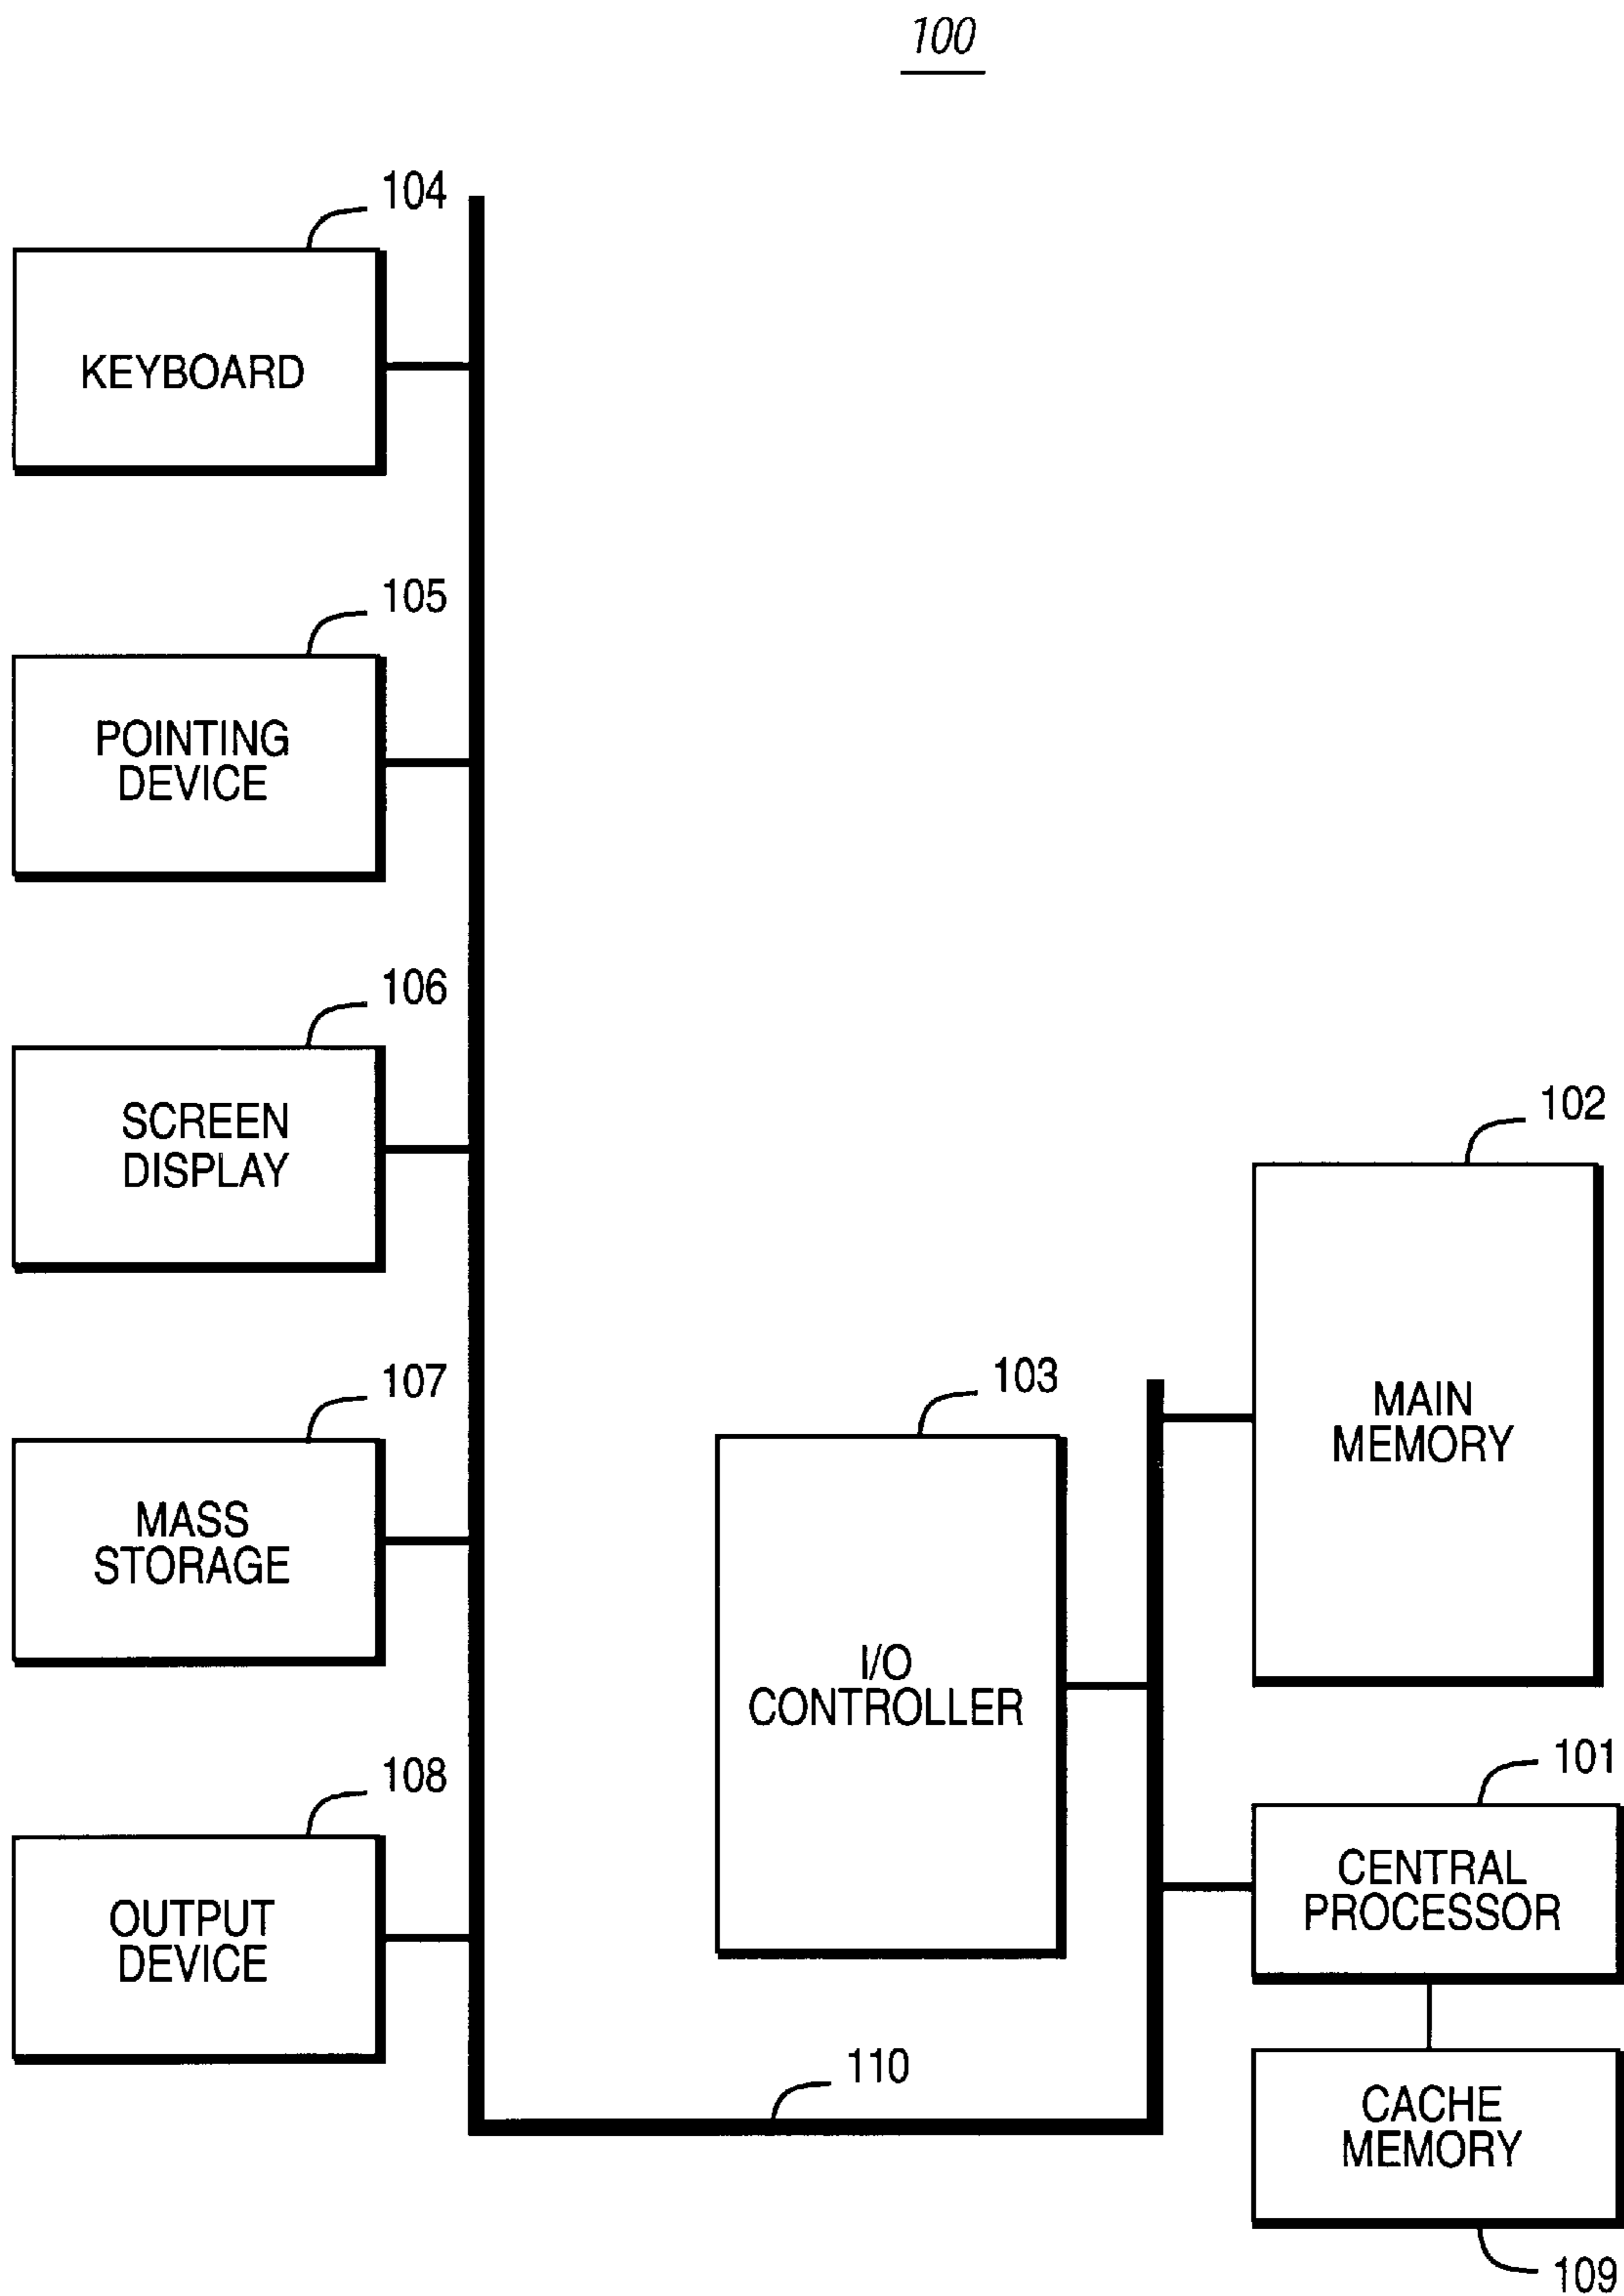 100
104
KEYBOARD
105
POINTING
DEVICE
106
SCREEN
DISPLAY
107
MASS
STORAGE
108
OUTPUT
DEVICE
110
103
I/O
CONTROLLER
102
MAIN
MEMORY
101
CENTRAL
PROCESSOR
CACHE
MEMORY
109